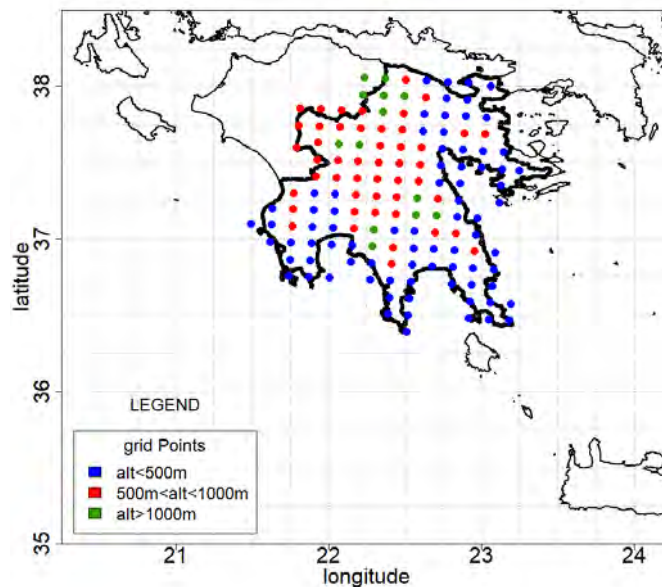 38
37
36
35
latitude
LEGEND
grid Points
alt<500m
500m<alt<1000m
alt>1000m
21
22
23
24
longitude